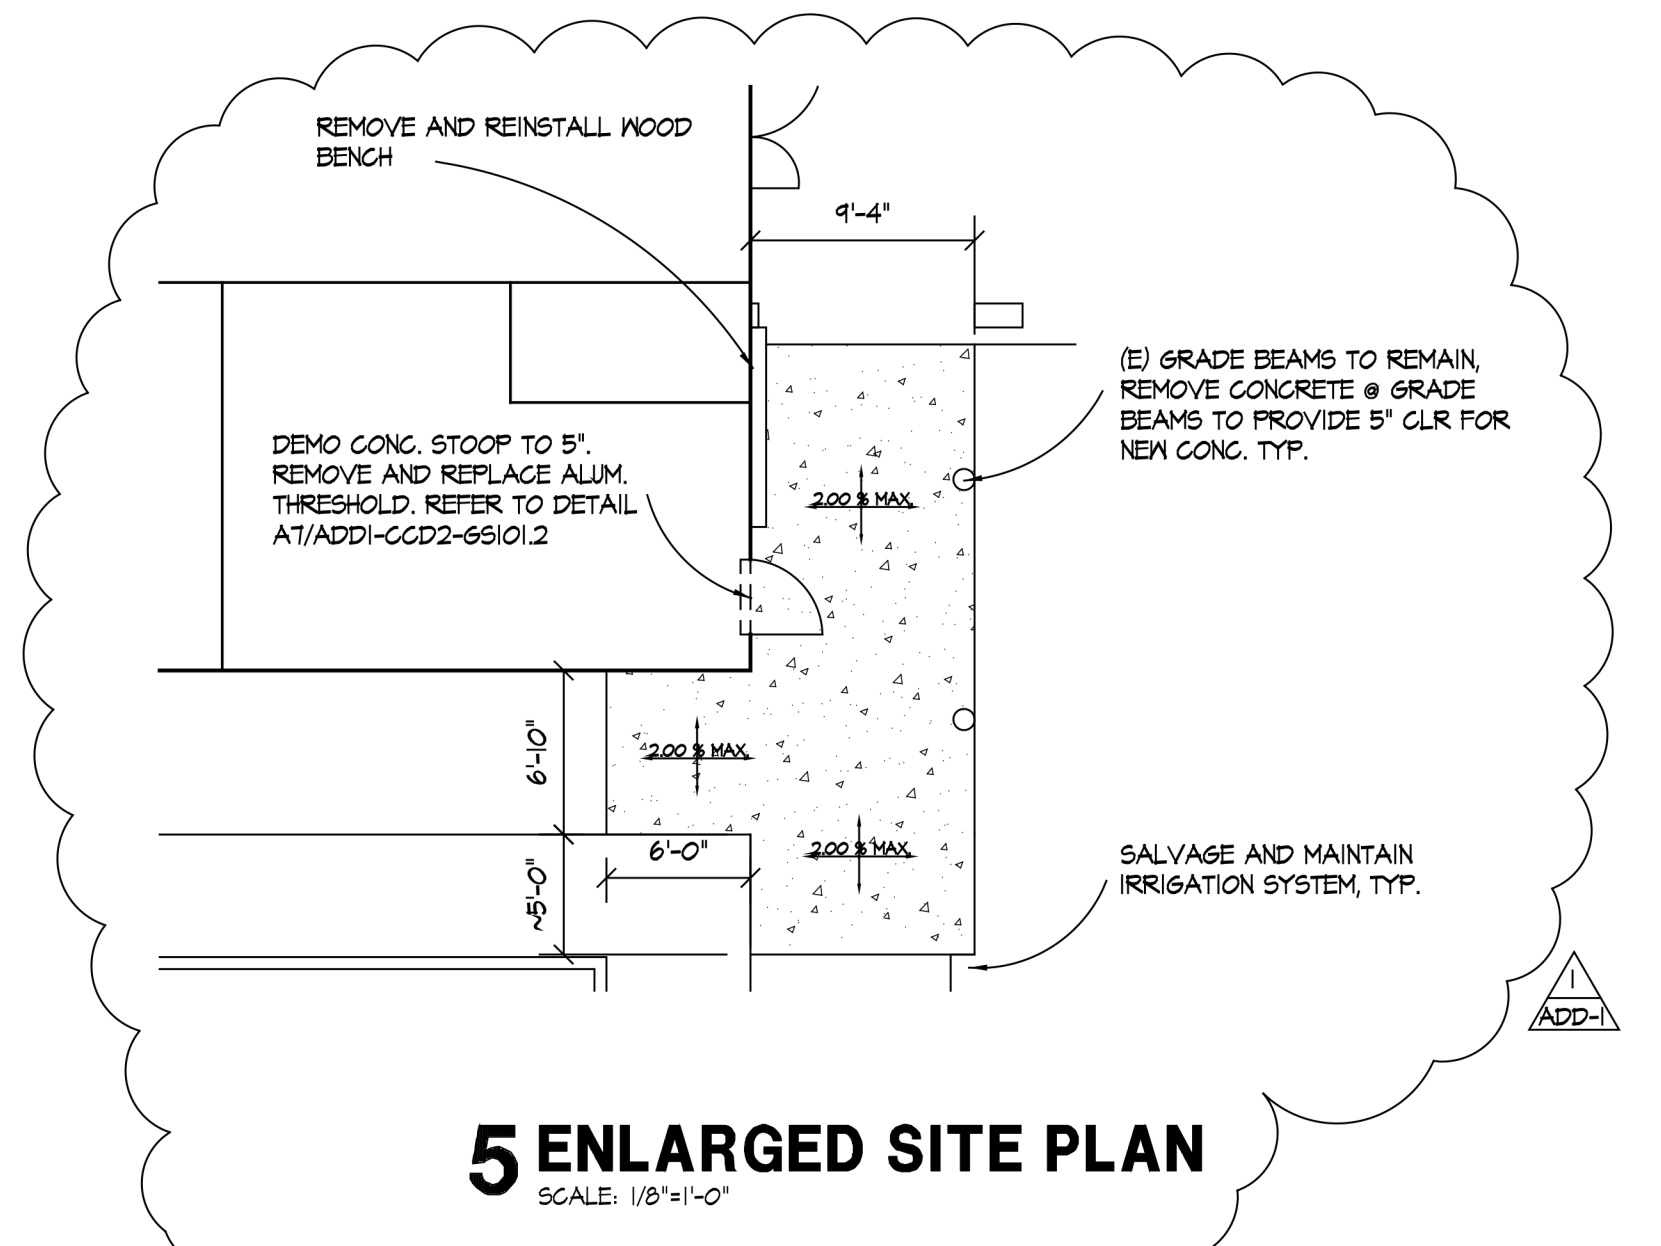 REMOVE AND REINSTALL WOOD
BENCH
9'-4"
(E) GRADE BEAMS TO REMAIN,
REMOVE CONCRETE @ GRADE
BEAMS TO PROVIDE 5" CLR FOR
NEW CONC. TYP.
DEMO CONC. STOOP TO 5".
REMOVE AND REPLACE ALUM.
THRESHOLD. REFER TO DETAIL
A7/ADD1-CCD2-GS101.2
2.00 % MAX.
6'-10"
2.00 % MAX.
6'-0"
2.00 % MAX.
~5'-0"
SALVAGE AND MAINTAIN
IRRIGATION SYSTEM, TYP.
1
ADD-1
5 ENLARGED SITE PLAN
SCALE: 1/8"=1'-0"